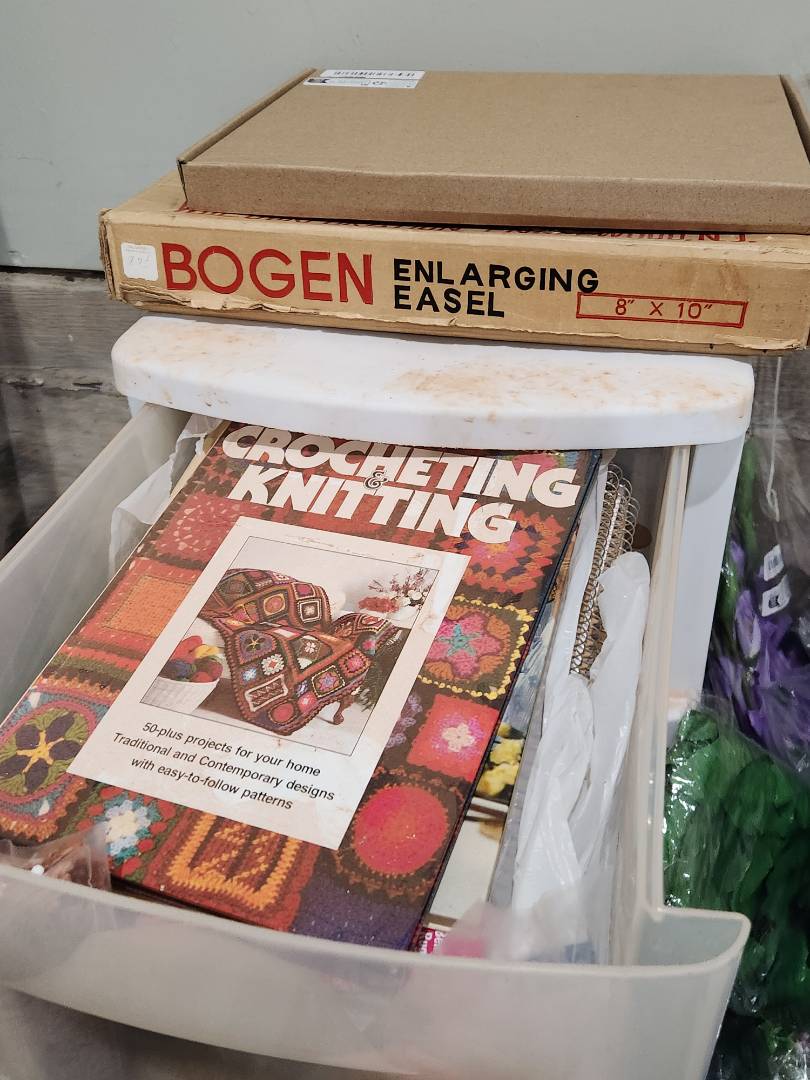 BOGEN
ENLARGING
EASEL
8" X 10"
CROCHETING
&
KNITTING
50-plus projects for your home
Traditional and Contemporary designs
with easy-to-follow patterns